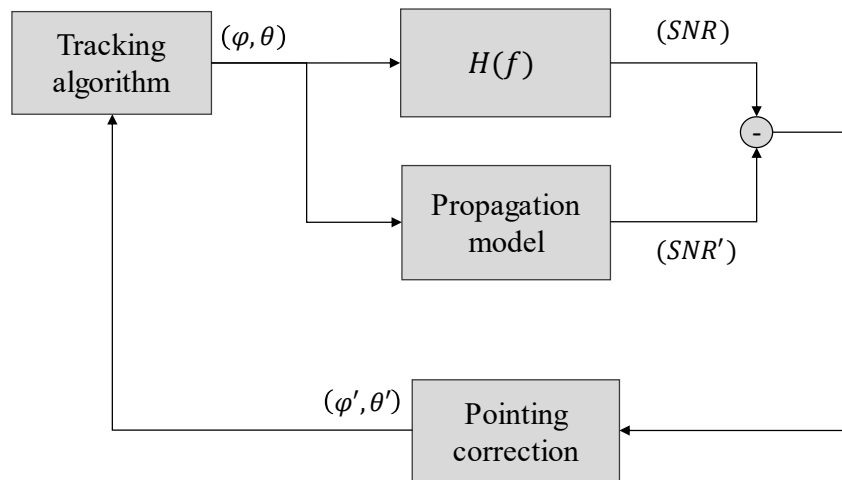 Tracking
algorithm
(φ, θ)
H(f)
(SNR)
-
Propagation
model
(SNR′)
(φ′, θ′)
Pointing
correction